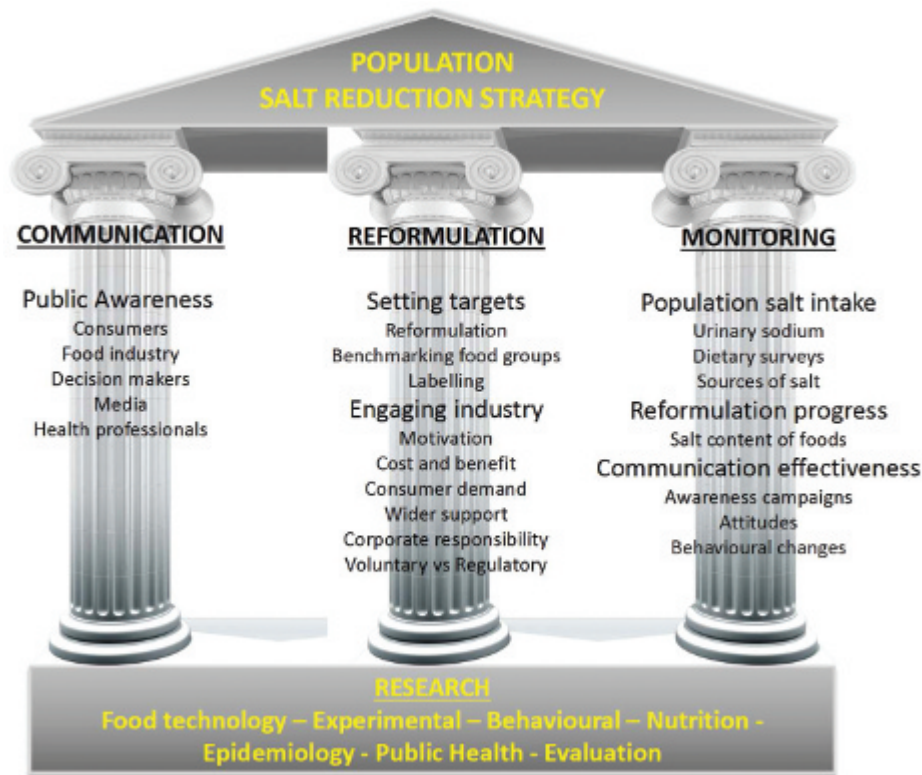 POPULATION
SALT REDUCTION STRATEGY
COMMUNICATION
Public Awareness
Consumers
Food industry
Decision makers
Media
Health professionals
REFORMULATION
Setting targets
Reformulation
Benchmarking food groups
Labelling
Engaging industry
Motivation
Cost and benefit
Consumer demand
Wider support
Corporate responsibility
Voluntary vs Regulatory
MONITORING
Population salt intake
Urinary sodium
Dietary surveys
Sources of salt
Reformulation progress
Salt content of foods
Communication effectiveness
Awareness campaigns
Attitudes
Behavioural changes
RESEARCH
Food technology – Experimental – Behavioural – Nutrition -
Epidemiology - Public Health - Evaluation